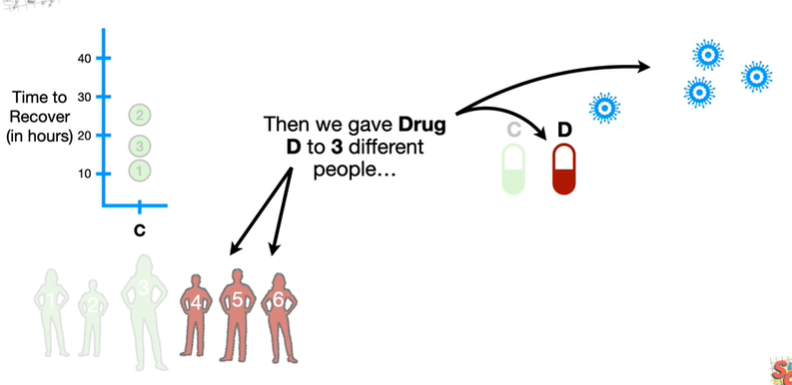 40
Time to
Recover
(in hours)
30
20
10
2
3
1
C
Then we gave Drug
D to 3 different
people...
C
D
1
2
3
4
5
6